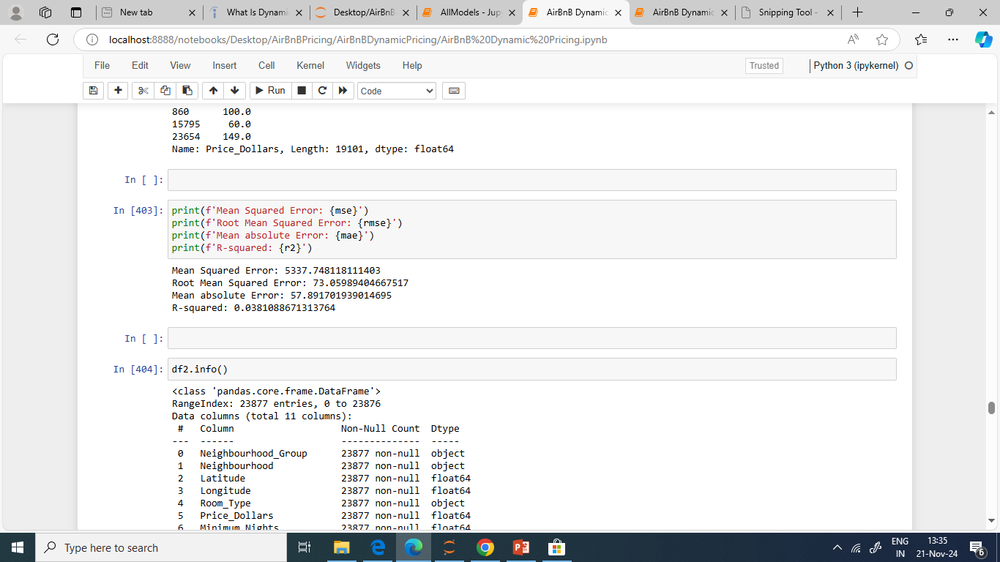 New tab
What Is Dynami
Desktop/AirBnB
AllModels - Jup
AirBnB Dynamic
AirBnB Dynamic
Snipping Tool -
localhost:8888/notebooks/Desktop/AirBnBPricing/AirBnBDynamicPricing/AirBnB%20Dynamic%20Pricing.ipynb
File Edit View Insert Cell Kernel Widgets Help Trusted Python 3 (ipykernel)
Run Code
860 100.0
15795 60.0
23654 149.0
Name: Price_Dollars, Length: 19101, dtype: float64
In [ ]:
In [403]: print(f'Mean Squared Error: {mse}')
print(f'Root Mean Squared Error: {rmse}')
print(f'Mean absolute Error: {mae}')
print(f'R-squared: {r2}')
Mean Squared Error: 5337.748118111403
Root Mean Squared Error: 73.05989404667517
Mean absolute Error: 57.891701939014695
R-squared: 0.0381088671313764
In [ ]:
In [404]: df2.info()
<class 'pandas.core.frame.DataFrame'>
RangeIndex: 23877 entries, 0 to 23876
Data columns (total 11 columns):
# Column Non-Null Count Dtype
--- ------ -------------- -----
0 Neighbourhood_Group 23877 non-null object
1 Neighbourhood 23877 non-null object
2 Latitude 23877 non-null float64
3 Longitude 23877 non-null float64
4 Room_Type 23877 non-null object
5 Price_Dollars 23877 non-null float64
6 Minimum_Nights 23877 non-null float64
Type here to search
ENG
IN
13:35
21-Nov-24
6